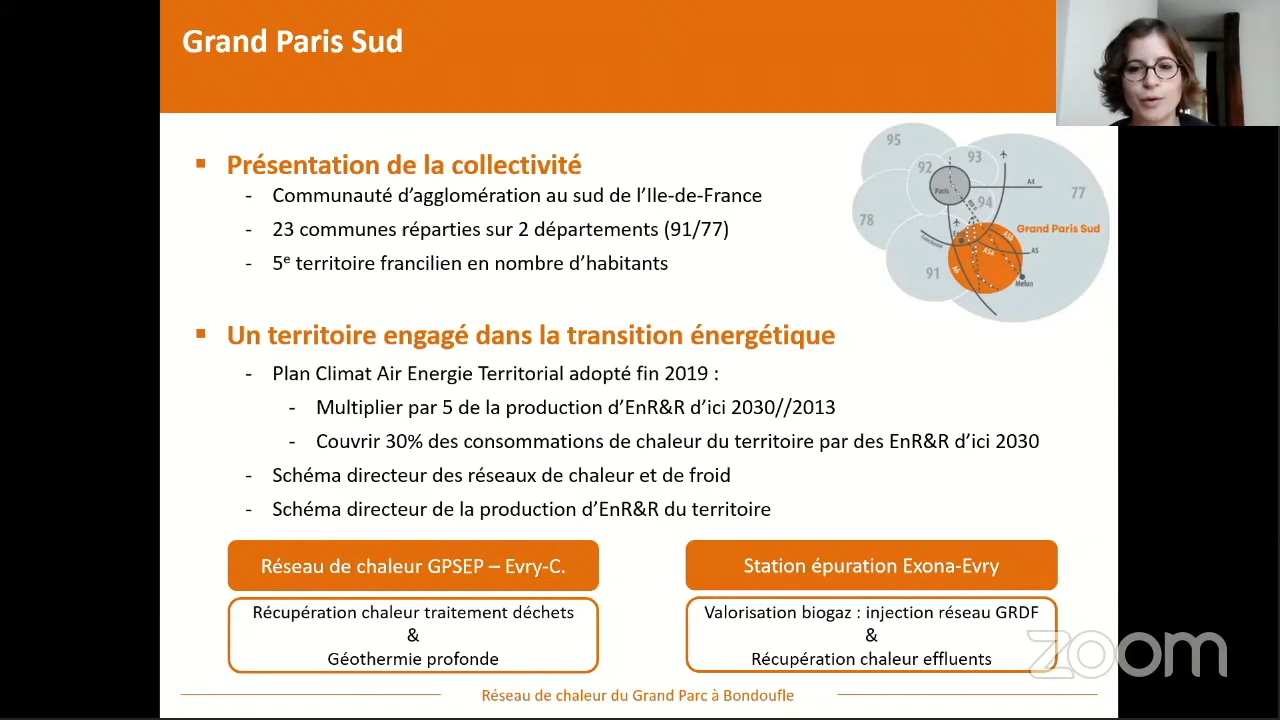 Grand Paris Sud
Présentation de la collectivité
- Communauté d'agglomération au sud de l'Ile-de-France
- 23 communes réparties sur 2 départements (91/77)
- 5e territoire francilien en nombre d'habitants
95
92
93
Paris
A4
77
94
RER D
78
Grand Paris Sud
Evry
A5
A5A
91
A6
Melun
Un territoire engagé dans la transition énergétique
- Plan Climat Air Energie Territorial adopté fin 2019 :
- Multiplier par 5 de la production d'EnR&R d'ici 2030//2013
- Couvrir 30% des consommations de chaleur du territoire par des EnR&R d'ici 2030
- Schéma directeur des réseaux de chaleur et de froid
- Schéma directeur de la production d'EnR&R du territoire
Réseau de chaleur GPSEP – Evry-C.
Récupération chaleur traitement déchets
&
Géothermie profonde
Station épuration Exona-Evry
Valorisation biogaz : injection réseau GRDF
&
Récupération chaleur effluents
zoom
Réseau de chaleur du Grand Parc à Bondoufle